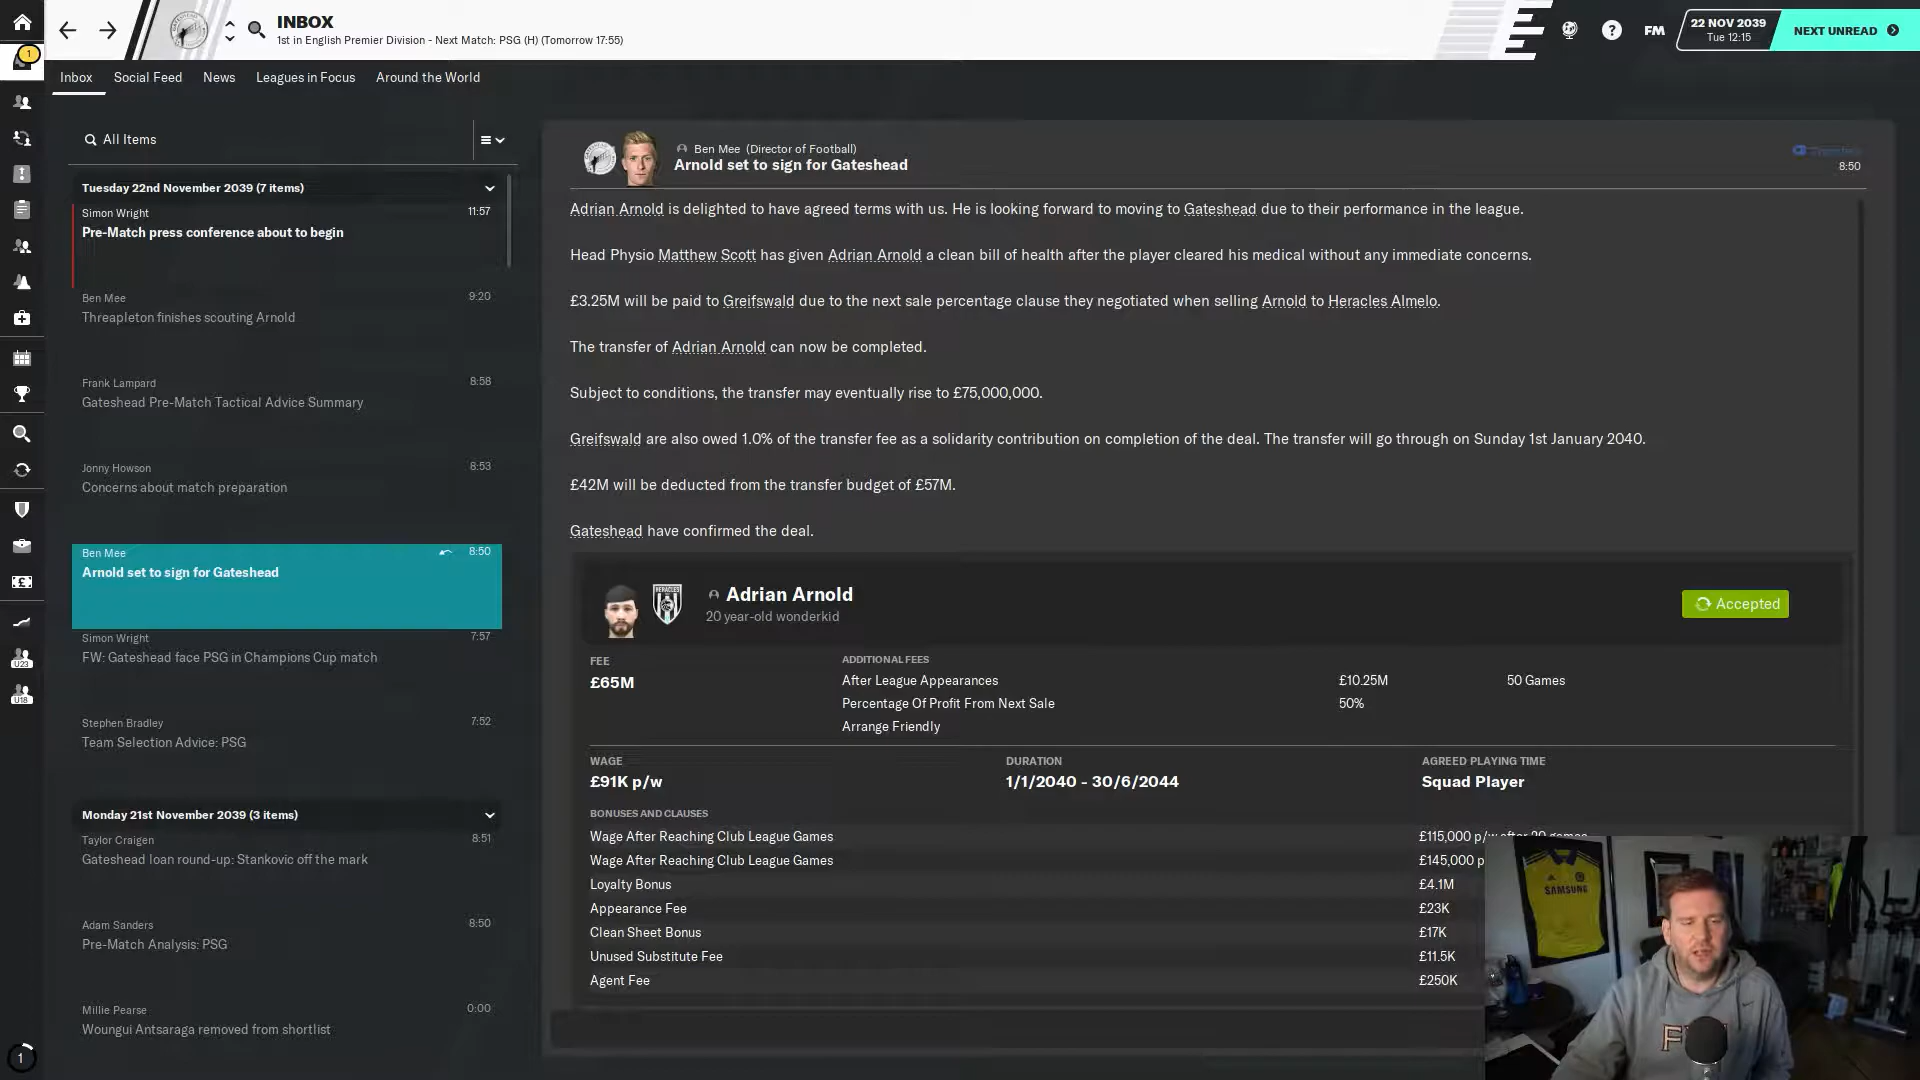 INBOX
1st in English Premier Division - Next Match: PSG (H) (Tomorrow 17:55)
FM
22 NOV 2039
Tue 12:15
NEXT UNREAD
1
Inbox
Social Feed
News
Leagues in Focus
Around the World
All Items
Tuesday 22nd November 2039 (7 items)
Simon Wright 11:57
Pre-Match press conference about to begin
Ben Mee 9:20
Threapleton finishes scouting Arnold
Frank Lampard 8:58
Gateshead Pre-Match Tactical Advice Summary
Jonny Howson 8:53
Concerns about match preparation
Ben Mee 8:50
Arnold set to sign for Gateshead
Simon Wright 7:57
FW: Gateshead face PSG in Champions Cup match
Stephen Bradley 7:52
Team Selection Advice: PSG
Monday 21st November 2039 (3 items)
Taylor Craigen 8:51
Gateshead loan round-up: Stankovic off the mark
Adam Sanders 8:50
Pre-Match Analysis: PSG
Millie Pearse 0:00
Woungui Antsaraga removed from shortlist
U23
U18
1
Ben Mee (Director of Football)
Arnold set to sign for Gateshead
Transfers
8:50
Adrian Arnold is delighted to have agreed terms with us. He is looking forward to moving to Gateshead due to their performance in the league.
Head Physio Matthew Scott has given Adrian Arnold a clean bill of health after the player cleared his medical without any immediate concerns.
£3.25M will be paid to Greifswald due to the next sale percentage clause they negotiated when selling Arnold to Heracles Almelo.
The transfer of Adrian Arnold can now be completed.
Subject to conditions, the transfer may eventually rise to £75,000,000.
Greifswald are also owed 1.0% of the transfer fee as a solidarity contribution on completion of the deal. The transfer will go through on Sunday 1st January 2040.
£42M will be deducted from the transfer budget of £57M.
Gateshead have confirmed the deal.
HERACLES
Adrian Arnold
20 year-old wonderkid
Accepted
FEE
£65M
ADDITIONAL FEES
After League Appearances £10.25M 50 Games
Percentage Of Profit From Next Sale 50%
Arrange Friendly
WAGE
£91K p/w
DURATION
1/1/2040 - 30/6/2044
AGREED PLAYING TIME
Squad Player
BONUSES AND CLAUSES
Wage After Reaching Club League Games £115,000 p/w after 20 games
Wage After Reaching Club League Games £145,000 p
Loyalty Bonus £4.1M
Appearance Fee £23K
Clean Sheet Bonus £17K
Unused Substitute Fee £11.5K
Agent Fee £250K
SAMSUNG